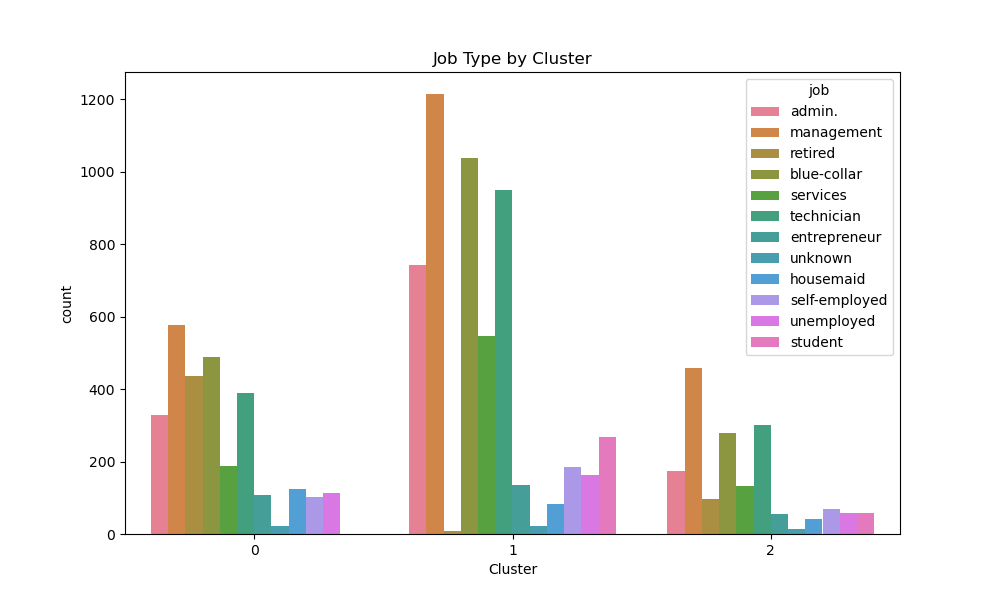 Job Type by Cluster
count
1200
1000
800
600
400
200
0
0 1 2
Cluster
job
admin.
management
retired
blue-collar
services
technician
entrepreneur
unknown
housemaid
self-employed
unemployed
student